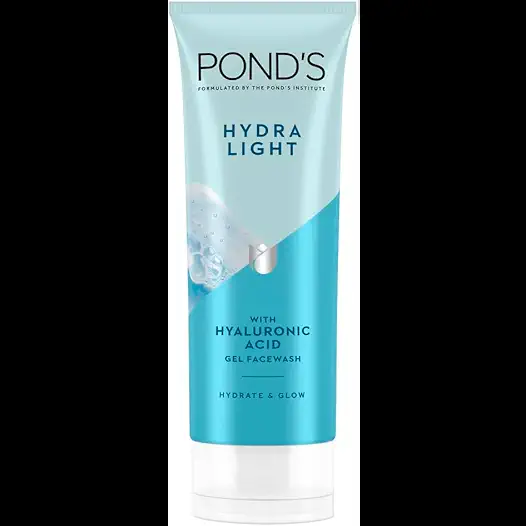 POND'S
FORMULATED BY THE POND'S INSTITUTE
HYDRA
LIGHT
WITH
HYALURONIC
ACID
GEL FACEWASH
HYDRATE & GLOW